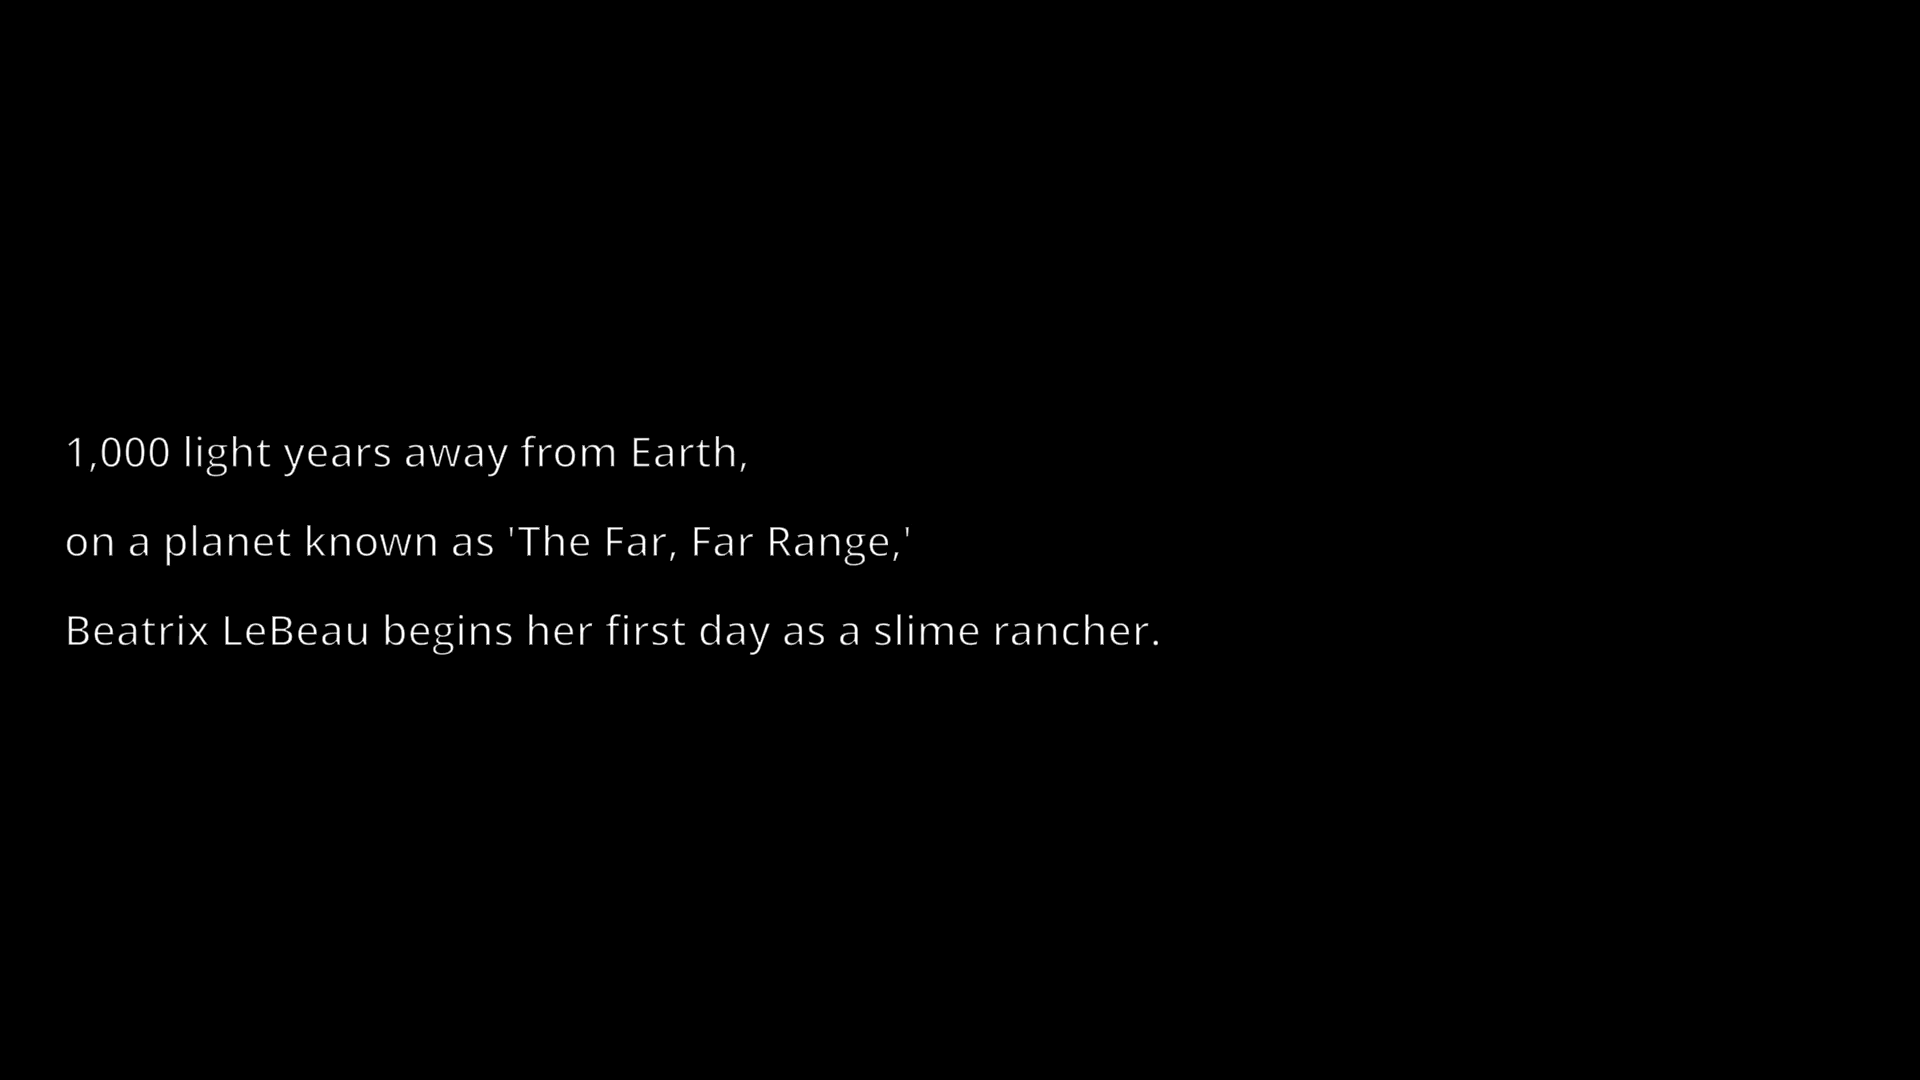 1,000 light years away from Earth,
on a planet known as 'The Far, Far Range,'
Beatrix LeBeau begins her first day as a slime rancher.